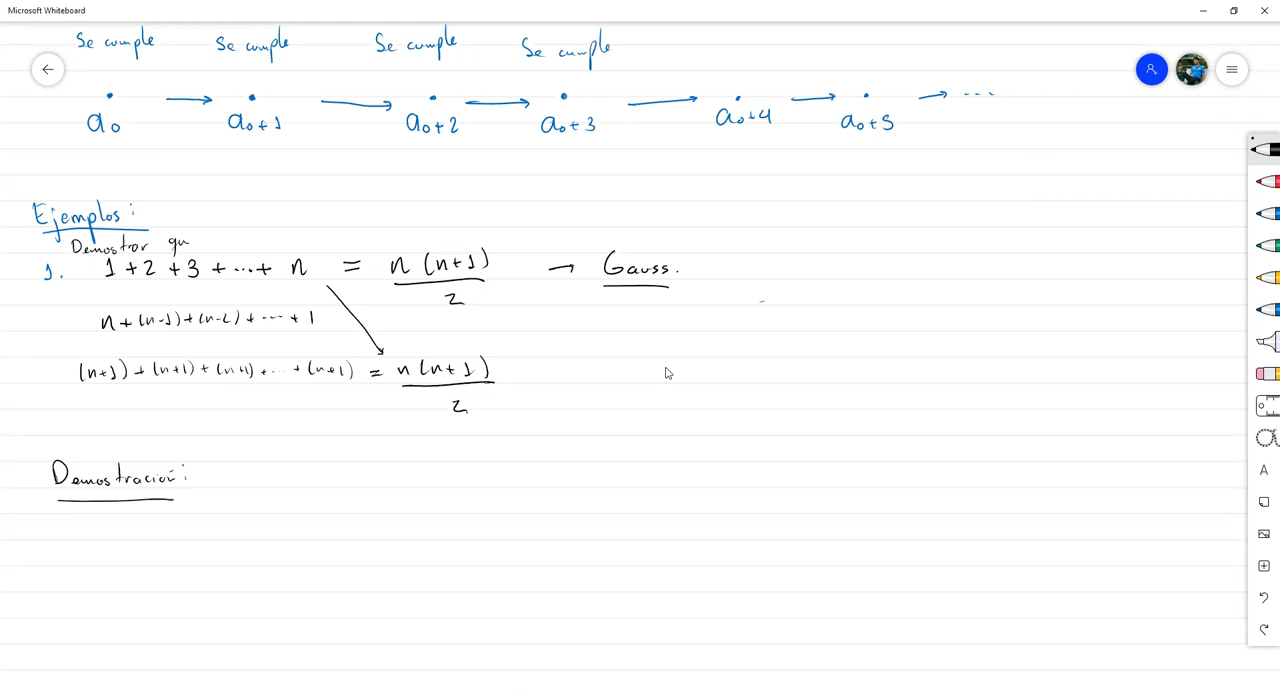 Microsoft Whiteboard
Se cumple Se cumple Se cumple Se cumple
a₀ → a₀+1 → a₀+2 → a₀+3 → a₀+4 → a₀+5 → ...
Ejemplos:
Demostrar qu
1. 1+2+3+...+ n = n(n+1)/2 → Gauss.
n+(n-1)+(n-2)+...+1
(n+1)+(n+1)+(n+1)+...+(n+1) = n(n+1)/2
Demostración:
A